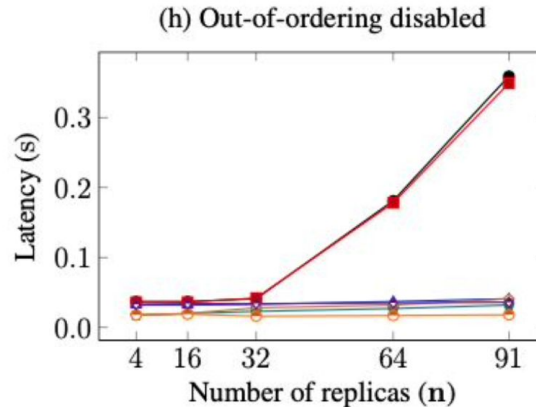 (h) Out-of-ordering disabled
Latency (s)
0.3
0.2
0.1
0.0
4 16 32 64 91
Number of replicas (n)